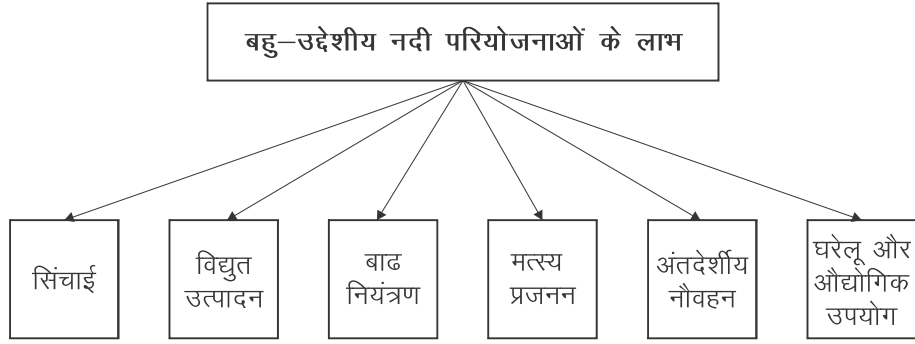 बहु–उद्देशीय नदी परियोजनाओं के लाभ
सिंचाई
विद्युत
उत्पादन
बाढ
नियंत्रण
मत्स्य
प्रजनन
अंतदेर्शीय
नौवहन
घरेलू और
औद्योगिक
उपयोग